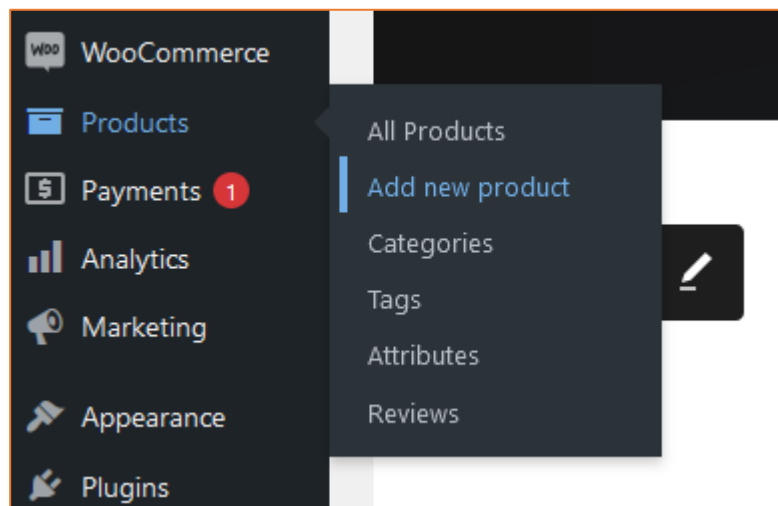 WOO
WooCommerce
Products
Payments 1
Analytics
Marketing
Appearance
Plugins
All Products
Add new product
Categories
Tags
Attributes
Reviews